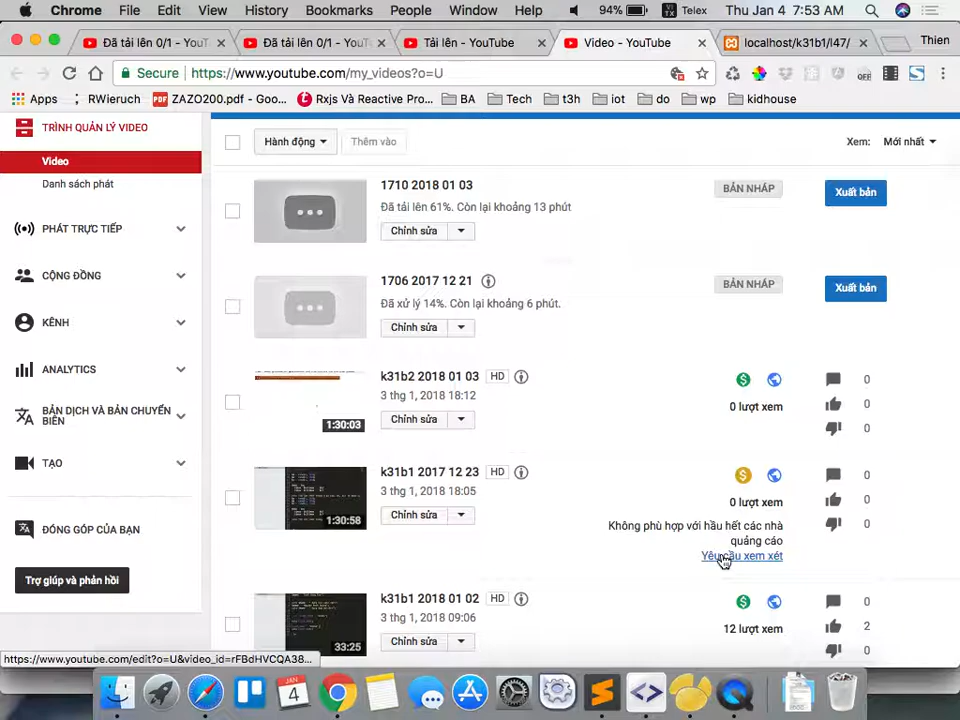 Chrome File Edit View History Bookmarks People Window Help 94% VI TX Telex Thu Jan 4 7:53 AM
Đã tải lên 0/1 - YouT Đã tải lên 0/1 - YouT Tải lên - YouTube Video - YouTube localhost/k31b1/l47/ Thien
Secure https://www.youtube.com/my_videos?o=U
Apps RWieruch PDF ZAZO200.pdf - Goo... Rxjs Và Reactive Pro... BA Tech t3h iot do wp kidhouse
TRÌNH QUẢN LÝ VIDEO
Video
Danh sách phát
PHÁT TRỰC TIẾP
CỘNG ĐỒNG
KÊNH
ANALYTICS
BẢN DỊCH VÀ BẢN CHUYỂN
BIÊN
TẠO
ĐÓNG GÓP CỦA BẠN
Trợ giúp và phản hồi
Hành động Thêm vào Xem: Mới nhất
1710 2018 01 03 BẢN NHÁP Xuất bản
Đã tải lên 61%. Còn lại khoảng 13 phút
Chỉnh sửa
1706 2017 12 21 BẢN NHÁP Xuất bản
Đã xử lý 14%. Còn lại khoảng 6 phút.
Chỉnh sửa
k31b2 2018 01 03 HD 0
3 thg 1, 2018 18:12 0 lượt xem 0
1:30:03 Chỉnh sửa 0
k31b1 2017 12 23 HD 0
3 thg 1, 2018 18:05 0 lượt xem 0
1:30:58 Chỉnh sửa 0
Không phù hợp với hầu hết các nhà
quảng cáo
Yêu cầu xem xét
k31b1 2018 01 02 HD 0
3 thg 1, 2018 09:06 12 lượt xem 2
33:25 Chỉnh sửa 0
https://www.youtube.com/edit?o=U&video_id=rFBdHVCQA38...
JAN
4